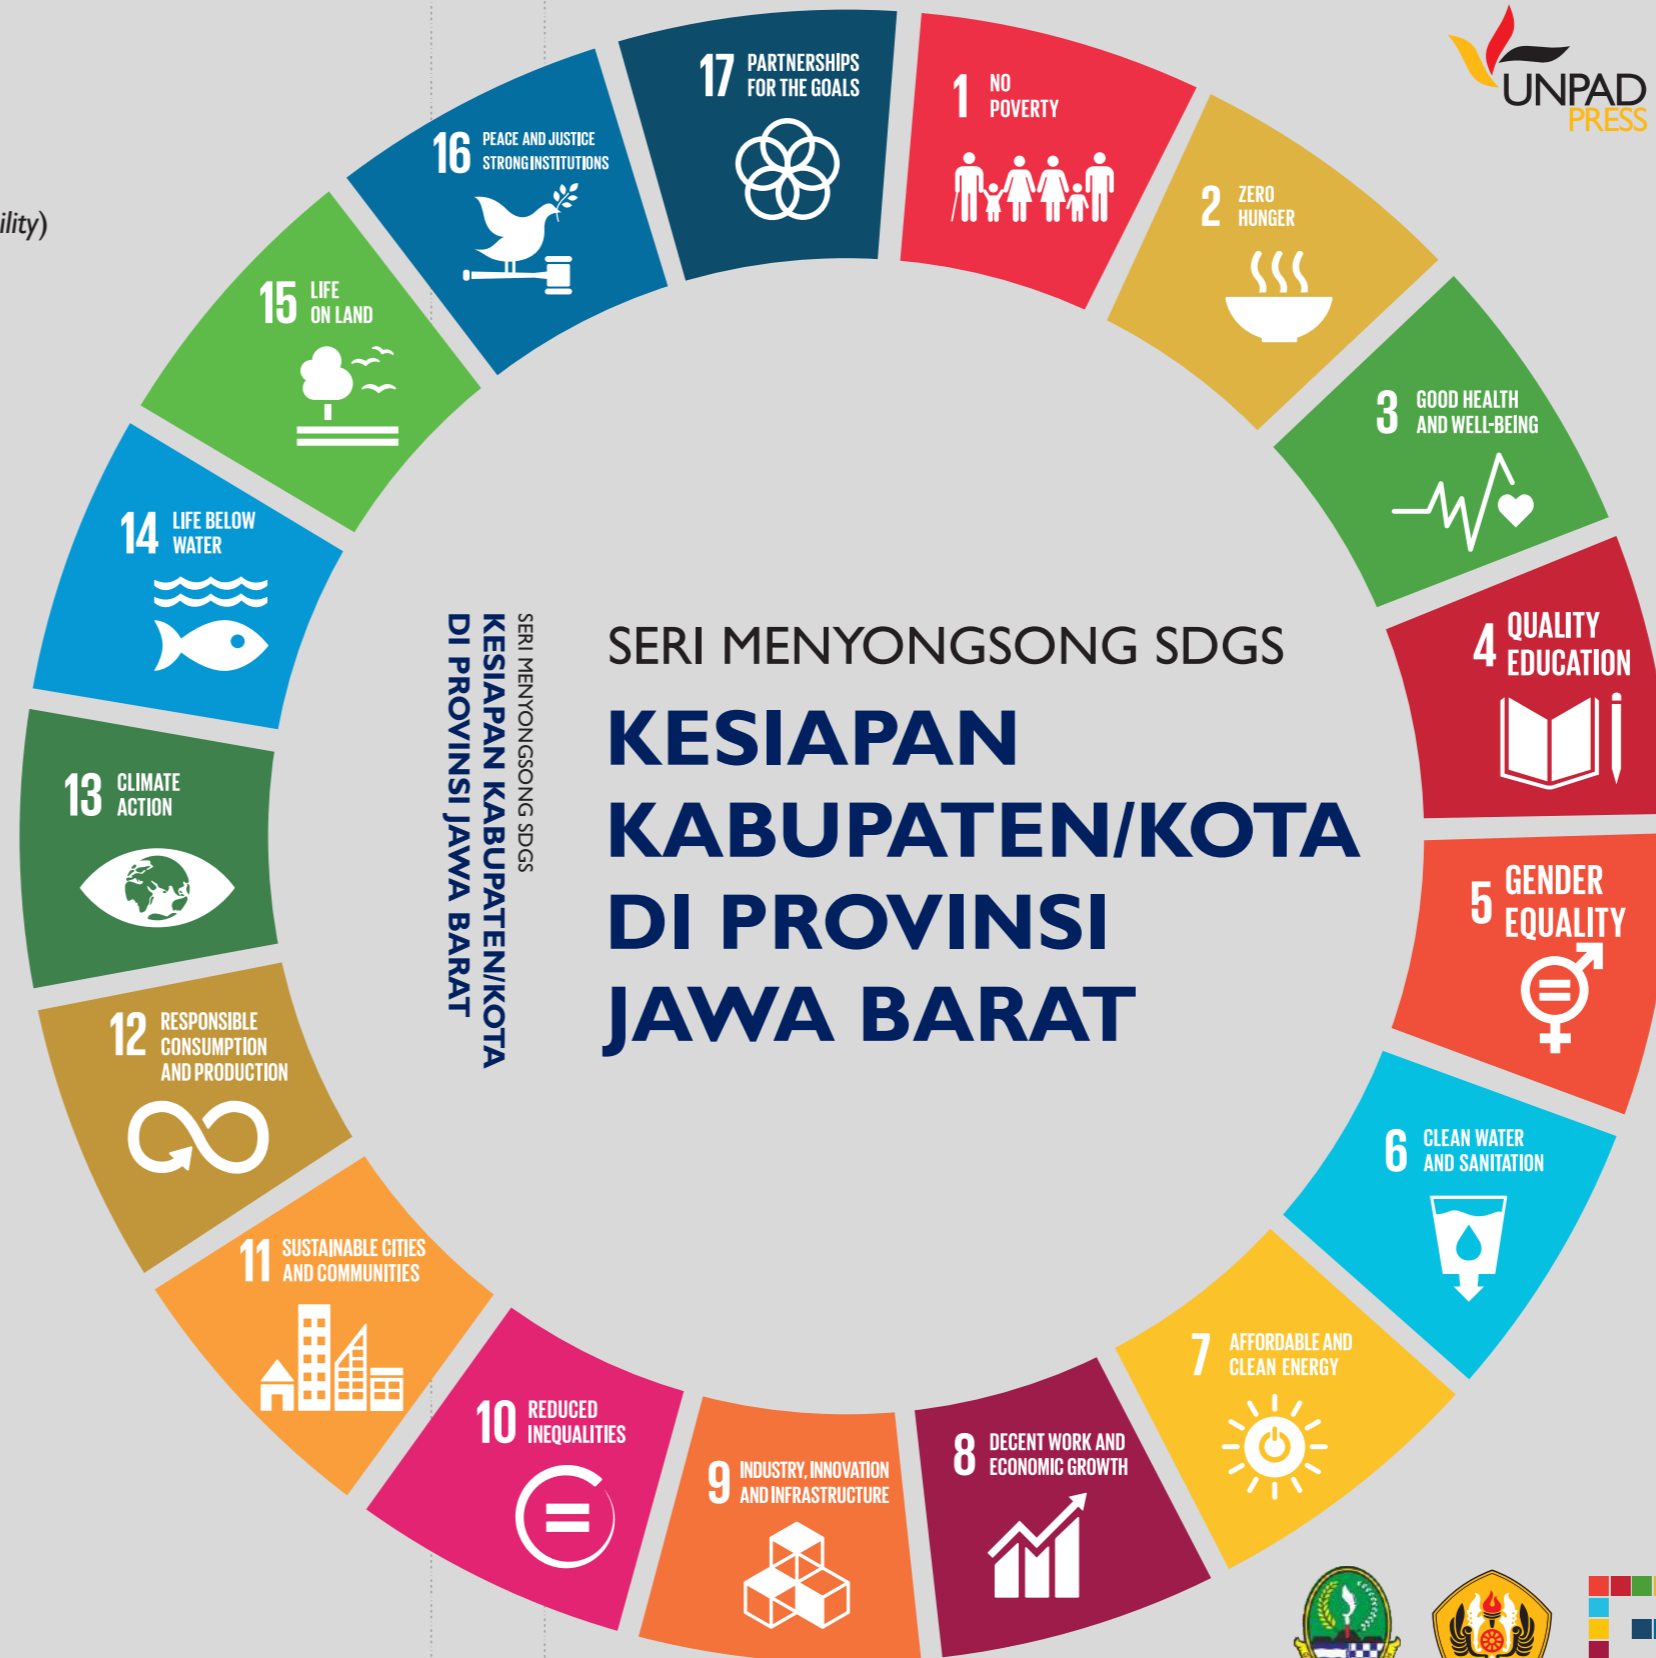 UNPAD
PRESS
ility)
17 PARTNERSHIPS
FOR THE GOALS
1 NO
POVERTY
2 ZERO
HUNGER
3 GOOD HEALTH
AND WELL-BEING
4 QUALITY
EDUCATION
5 GENDER
EQUALITY
6 CLEAN WATER
AND SANITATION
7 AFFORDABLE AND
CLEAN ENERGY
8 DECENT WORK AND
ECONOMIC GROWTH
9 INDUSTRY, INNOVATION
AND INFRASTRUCTURE
10 REDUCED
INEQUALITIES
11 SUSTAINABLE CITIES
AND COMMUNITIES
12 RESPONSIBLE
CONSUMPTION
AND PRODUCTION
13 CLIMATE
ACTION
14 LIFE BELOW
WATER
15 LIFE
ON LAND
16 PEACE AND JUSTICE
STRONG INSTITUTIONS
SERI MENYONGSONG SDGS
KESIAPAN KABUPATEN/KOTA
DI PROVINSI JAWA BARAT
SERI MENYONGSONG SDGS
KESIAPAN
KABUPATEN/KOTA
DI PROVINSI
JAWA BARAT